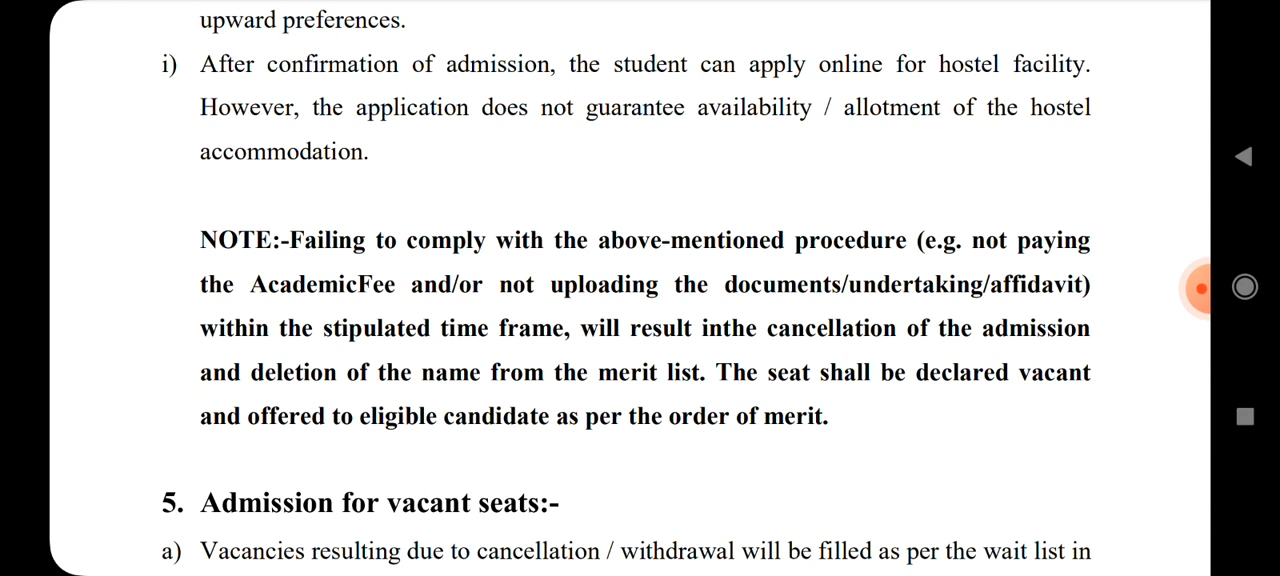 upward preferences.
i) After confirmation of admission, the student can apply online for hostel facility.
However, the application does not guarantee availability / allotment of the hostel
accommodation.
NOTE:-Failing to comply with the above-mentioned procedure (e.g. not paying
the AcademicFee and/or not uploading the documents/undertaking/affidavit)
within the stipulated time frame, will result inthe cancellation of the admission
and deletion of the name from the merit list. The seat shall be declared vacant
and offered to eligible candidate as per the order of merit.
5. Admission for vacant seats:-
a) Vacancies resulting due to cancellation / withdrawal will be filled as per the wait list in